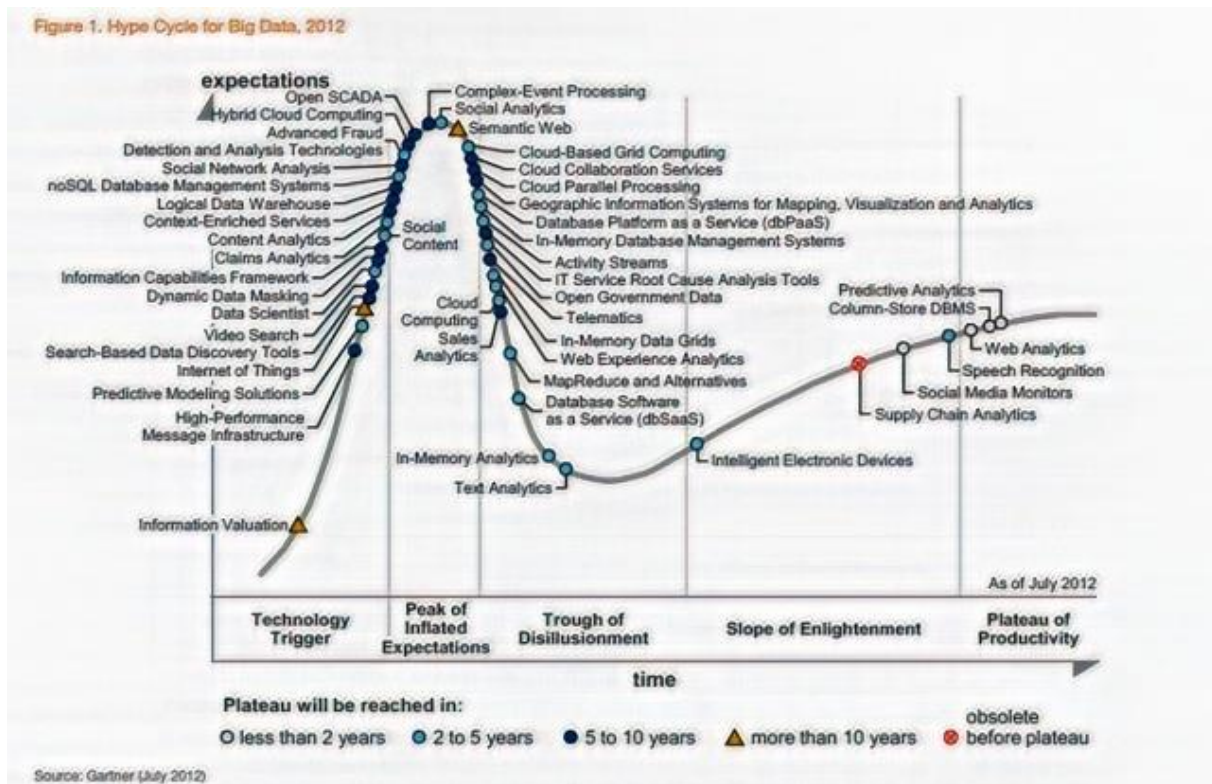 Figure 1. Hype Cycle for Big Data, 2012
expectations
Open SCADA
Hybrid Cloud Computing
Advanced Fraud
Detection and Analysis Technologies
Social Network Analysis
noSQL Database Management Systems
Logical Data Warehouse
Context-Enriched Services
Content Analytics
Claims Analytics
Information Capabilities Framework
Dynamic Data Masking
Data Scientist
Video Search
Search-Based Data Discovery Tools
Internet of Things
Predictive Modeling Solutions
High-Performance
Message Infrastructure
Information Valuation
Complex-Event Processing
Social Analytics
Semantic Web
Social
Content
Cloud-Based Grid Computing
Cloud Collaboration Services
Cloud Parallel Processing
Geographic Information Systems for Mapping, Visualization and Analytics
Database Platform as a Service (dbPaaS)
In-Memory Database Management Systems
Activity Streams
IT Service Root Cause Analysis Tools
Open Government Data
Telematics
In-Memory Data Grids
Web Experience Analytics
MapReduce and Alternatives
Database Software
as a Service (dbSaaS)
Cloud
Computing
Sales
Analytics
In-Memory Analytics
Text Analytics
Predictive Analytics
Column-Store DBMS
Web Analytics
Speech Recognition
Social Media Monitors
Supply Chain Analytics
Intelligent Electronic Devices
As of July 2012
Technology
Trigger
Peak of
Inflated
Expectations
Trough of
Disillusionment
Slope of Enlightenment
Plateau of
Productivity
time
Plateau will be reached in:
less than 2 years
2 to 5 years
5 to 10 years
more than 10 years
obsolete
before plateau
Source: Gartner (July 2012)